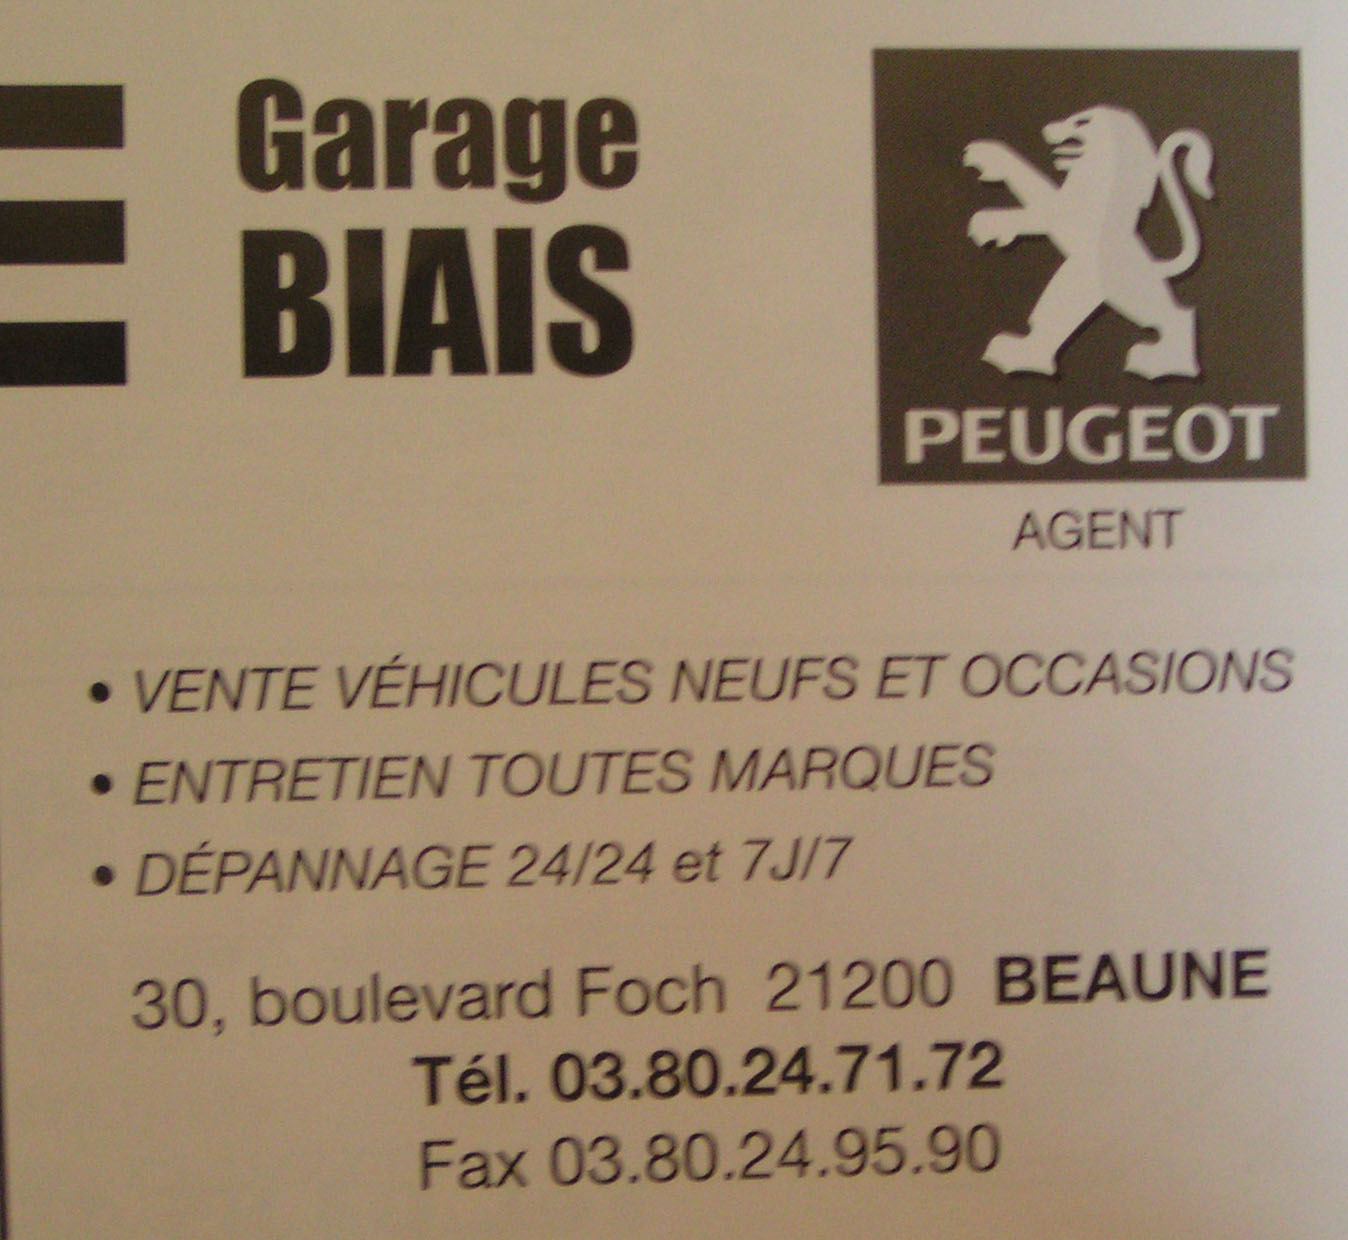 Garage
BIAIS
PEUGEOT
AGENT
• VENTE VÉHICULES NEUFS ET OCCASIONS
• ENTRETIEN TOUTES MARQUES
• DÉPANNAGE 24/24 et 7J/7
30, boulevard Foch 21200 BEAUNE
Tél. 03.80.24.71.72
Fax 03.80.24.95.90